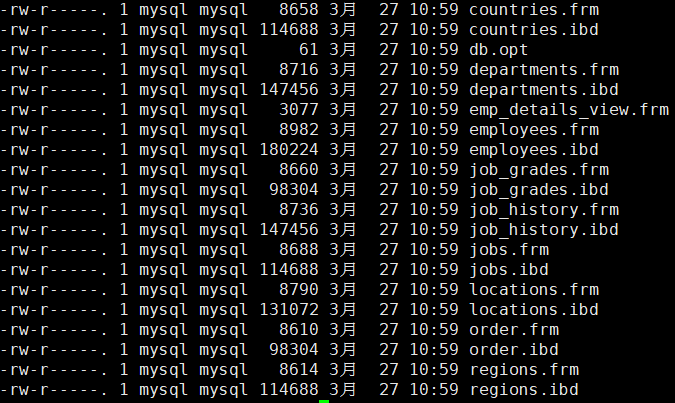 -rw-r-----. 1 mysql mysql   8658 3月  27 10:59 countries.frm
-rw-r-----. 1 mysql mysql 114688 3月  27 10:59 countries.ibd
-rw-r-----. 1 mysql mysql     61 3月  27 10:59 db.opt
-rw-r-----. 1 mysql mysql   8716 3月  27 10:59 departments.frm
-rw-r-----. 1 mysql mysql 147456 3月  27 10:59 departments.ibd
-rw-r-----. 1 mysql mysql   3077 3月  27 10:59 emp_details_view.frm
-rw-r-----. 1 mysql mysql   8982 3月  27 10:59 employees.frm
-rw-r-----. 1 mysql mysql 180224 3月  27 10:59 employees.ibd
-rw-r-----. 1 mysql mysql   8660 3月  27 10:59 job_grades.frm
-rw-r-----. 1 mysql mysql  98304 3月  27 10:59 job_grades.ibd
-rw-r-----. 1 mysql mysql   8736 3月  27 10:59 job_history.frm
-rw-r-----. 1 mysql mysql 147456 3月  27 10:59 job_history.ibd
-rw-r-----. 1 mysql mysql   8688 3月  27 10:59 jobs.frm
-rw-r-----. 1 mysql mysql 114688 3月  27 10:59 jobs.ibd
-rw-r-----. 1 mysql mysql   8790 3月  27 10:59 locations.frm
-rw-r-----. 1 mysql mysql 131072 3月  27 10:59 locations.ibd
-rw-r-----. 1 mysql mysql   8610 3月  27 10:59 order.frm
-rw-r-----. 1 mysql mysql  98304 3月  27 10:59 order.ibd
-rw-r-----. 1 mysql mysql   8614 3月  27 10:59 regions.frm
-rw-r-----. 1 mysql mysql 114688 3月  27 10:59 regions.ibd